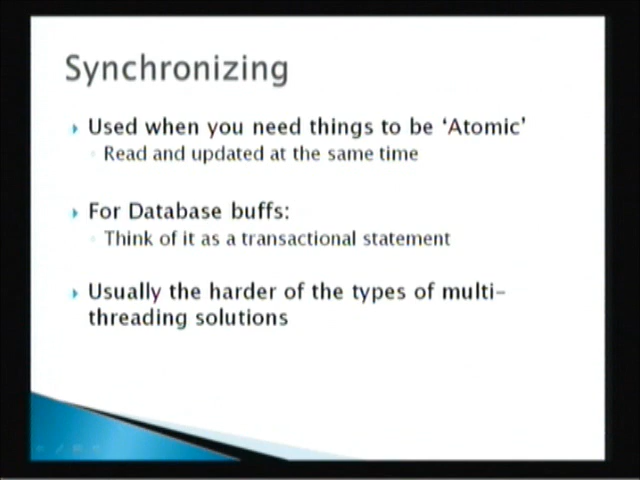 Synchronizing
Used when you need things to be ‘Atomic’
Read and updated at the same time
For Database buffs:
Think of it as a transactional statement
Usually the harder of the types of multi-
threading solutions